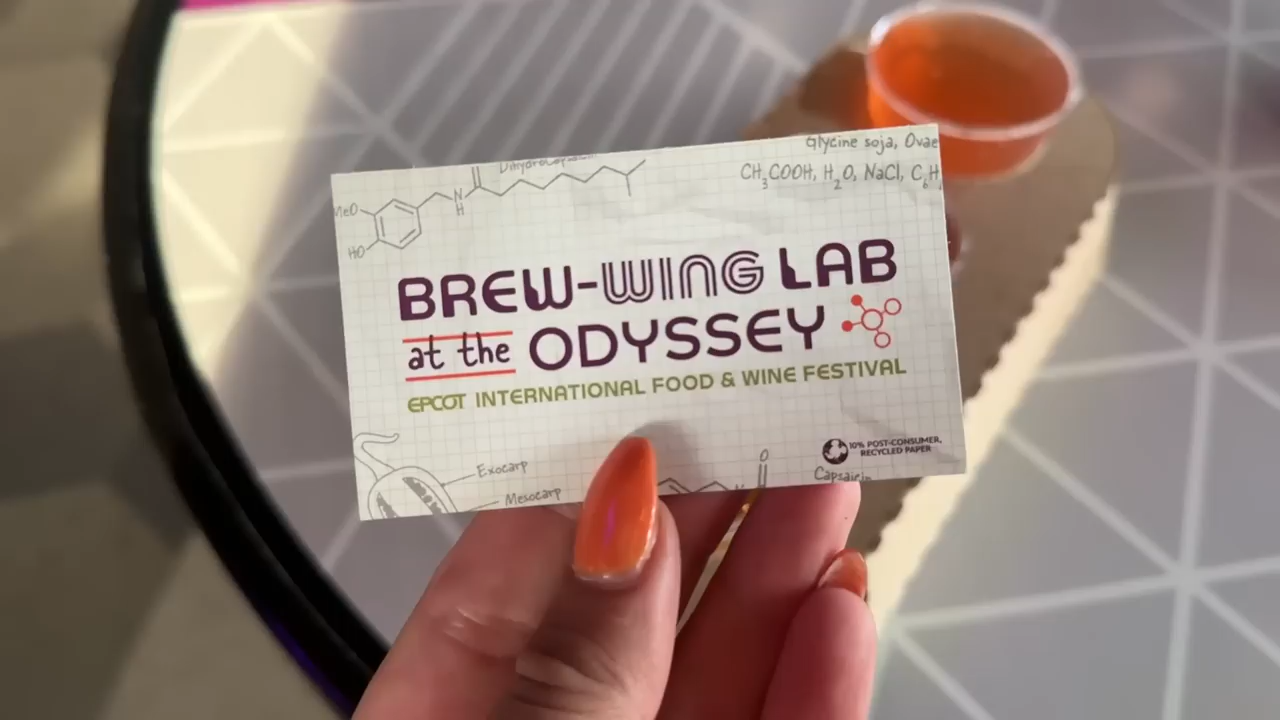 Glycine soja, Ovae
CH3COOH, H2O, NaCl, C6H
MeO
N
H
HO
BREW-WING LAB
at the ODYSSEY
EPCOT INTERNATIONAL FOOD & WINE FESTIVAL
10% POST-CONSUMER,
RECYCLED PAPER
O
Exocarp
Mesocarp
Capsaicin